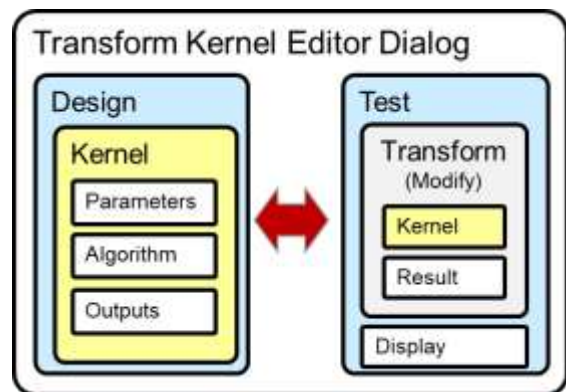 Transform Kernel Editor Dialog
Design
Kernel
Parameters
Algorithm
Outputs
Test
Transform
(Modify)
Kernel
Result
Display